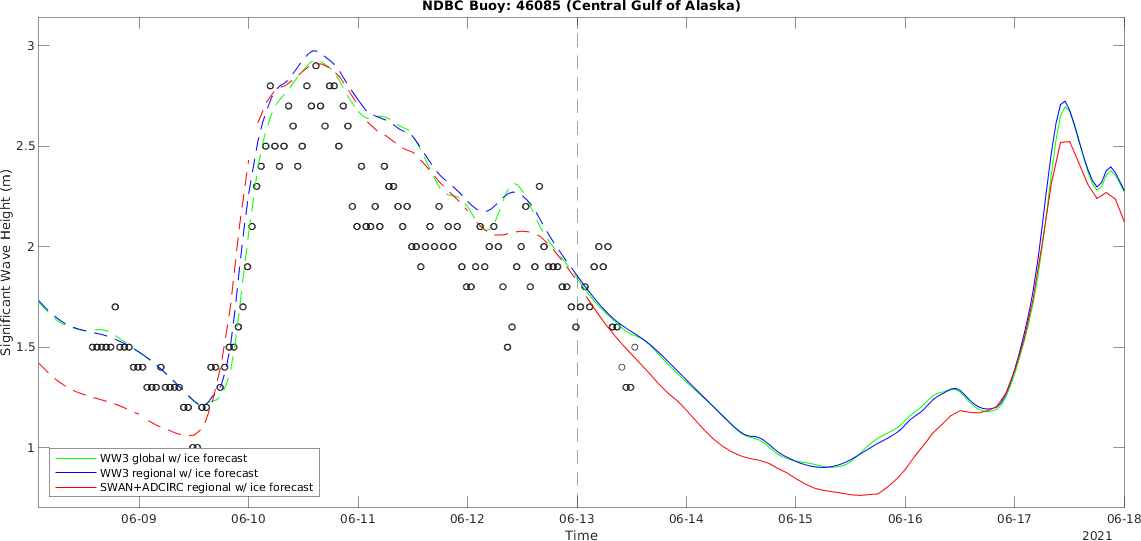 NDBC Buoy: 46085 (Central Gulf of Alaska)
Significant Wave Height (m)
3
2.5
2
1.5
1
WW3 global w/ ice forecast
WW3 regional w/ ice forecast
SWAN+ADCIRC regional w/ ice forecast
06-09 06-10 06-11 06-12 06-13 06-14 06-15 06-16 06-17 06-18
Time
2021